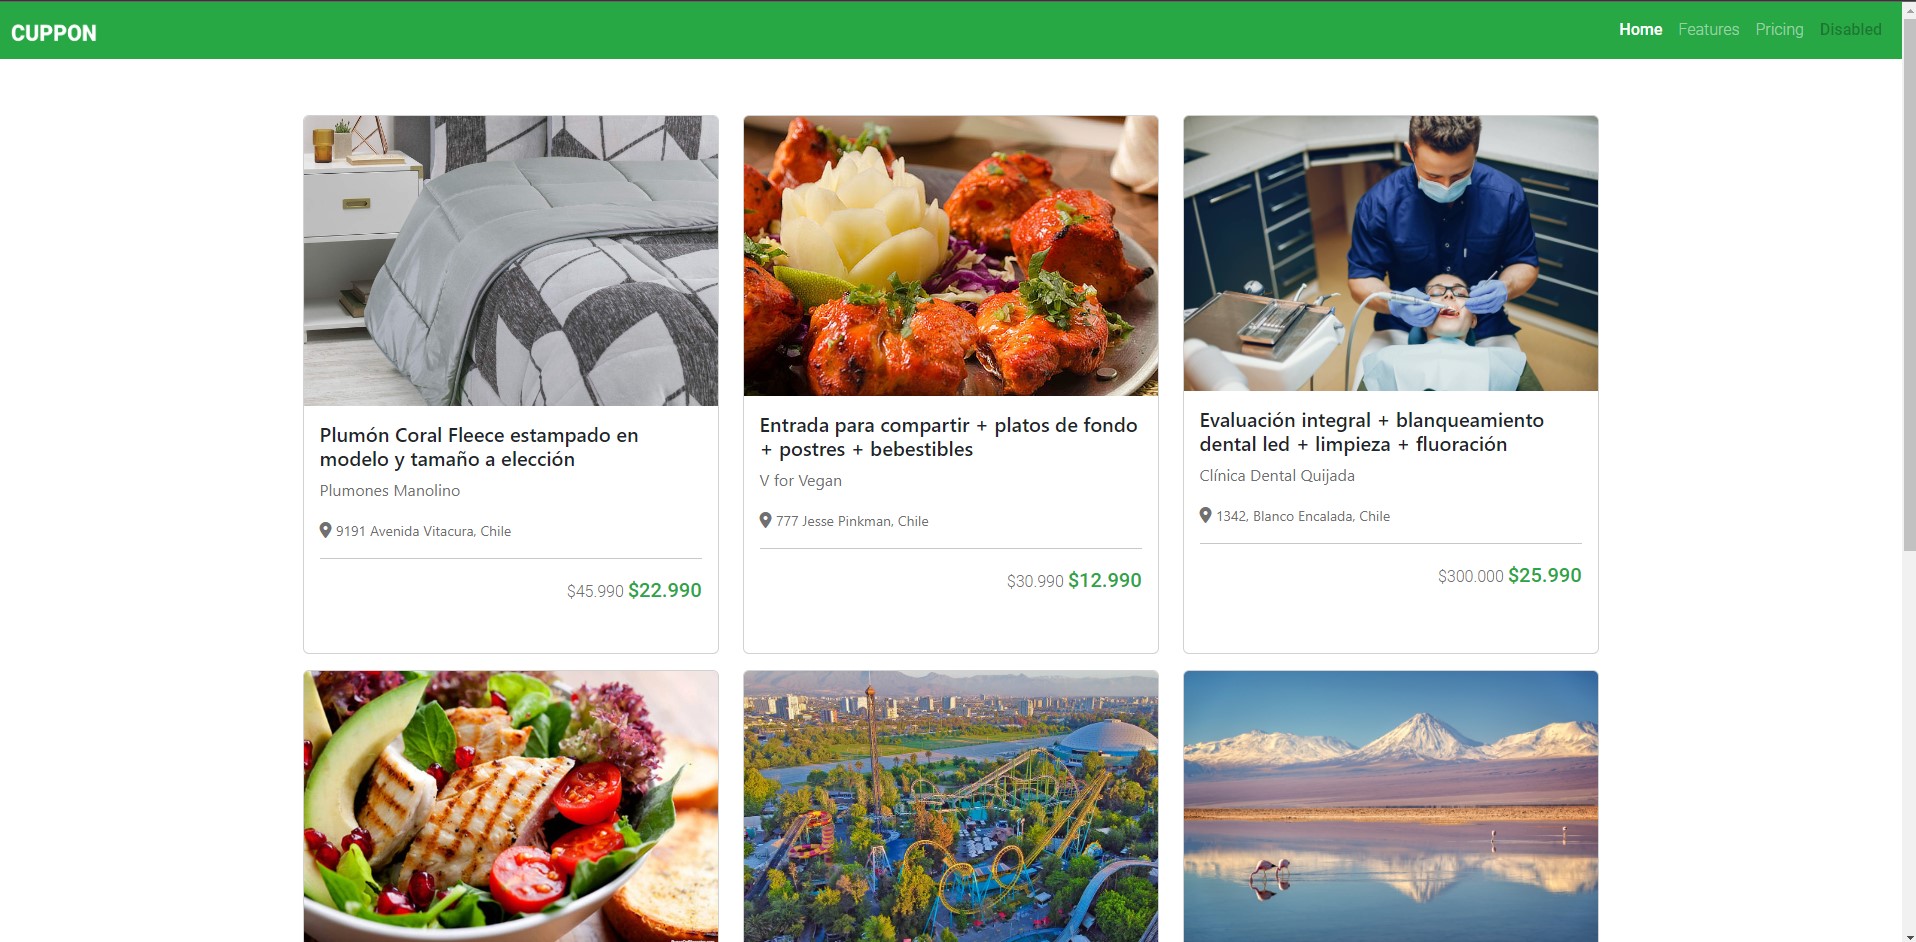 CUPPON
Home Features Pricing Disabled
Plumón Coral Fleece estampado en
modelo y tamaño a elección
Plumones Manolino
9191 Avenida Vitacura, Chile
$45.990 $22.990
Entrada para compartir + platos de fondo
+ postres + bebestibles
V for Vegan
777 Jesse Pinkman, Chile
$30.990 $12.990
Evaluación integral + blanqueamiento
dental led + limpieza + fluoración
Clínica Dental Quijada
1342, Blanco Encalada, Chile
$300.000 $25.990